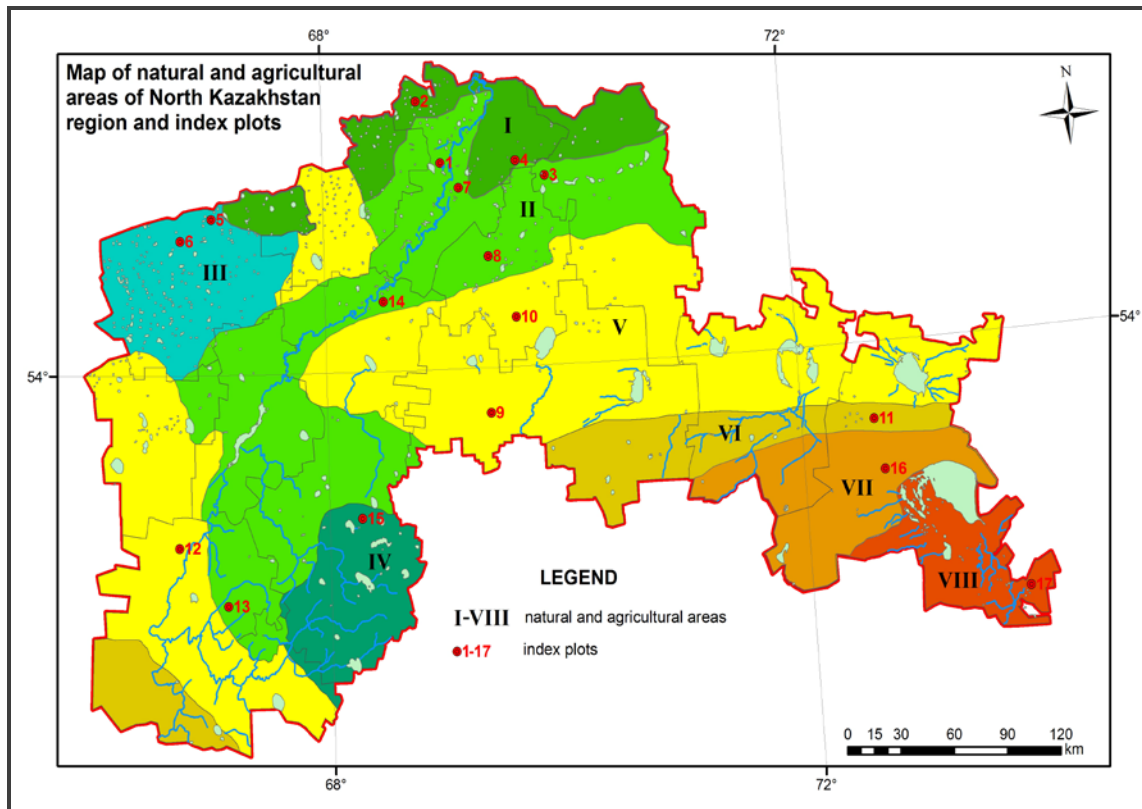 68°
72°
Map of natural and agricultural
areas of North Kazakhstan
region and index plots
N
2
I
1
4
3
7
II
5
6
8
III
14
10
V
54°
54°
9
11
VI
16
VII
15
12
IV
LEGEND
VIII
17
13
I-VIII natural and agricultural areas
1-17 index plots
0 15 30 60 90 120
km
68°
72°